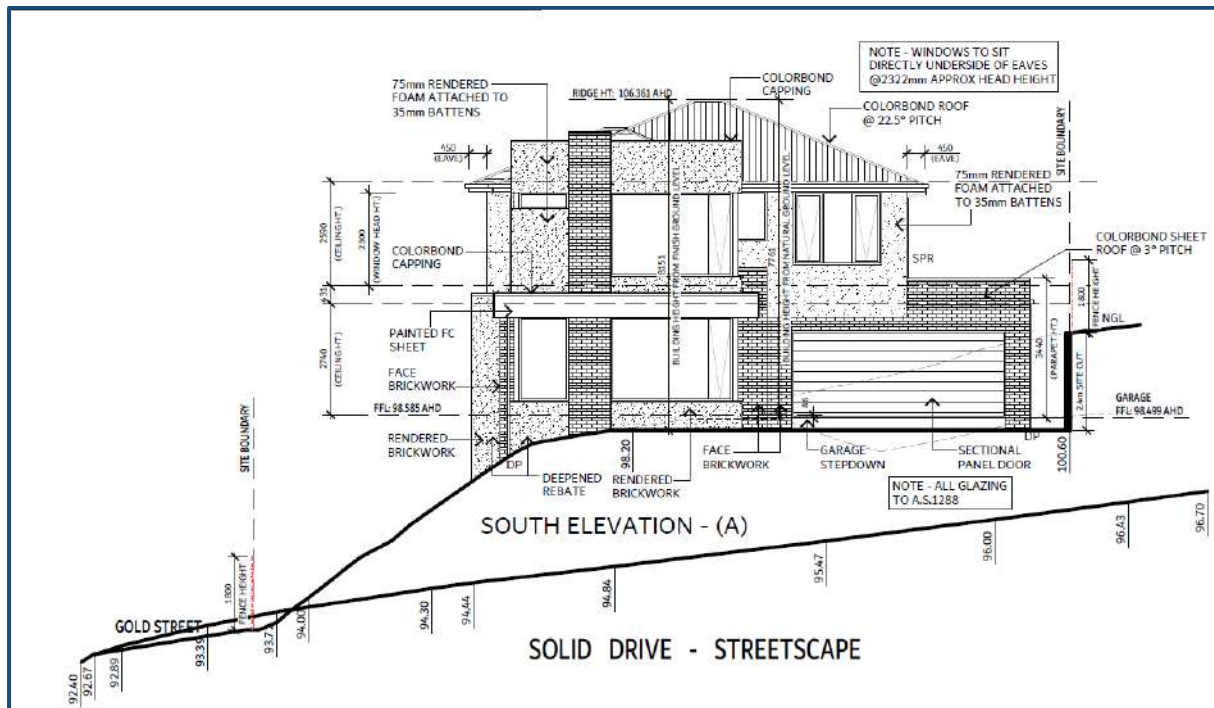 NOTE - WINDOWS TO SIT
DIRECTLY UNDERSIDE OF EAVES
@2322mm APPROX HEAD HEIGHT
75mm RENDERED
FOAM ATTACHED TO
35mm BATTENS
RIDGE HT: 106.361 AHD
COLORBOND
CAPPING
COLORBOND ROOF
@ 22.5° PITCH
SITE BOUNDARY
450
(EAVE)
450
(EAVE)
75mm RENDERED
FOAM ATTACHED
TO 35mm BATTENS
2590
(CEILING HT.)
2300
(WINDOW HEAD HT.)
COLORBOND
CAPPING
8151
BUILDING HEIGHT FROM FINISH GROUND LEVEL
7761
BUILDING HEIGHT FROM NATURAL GROUND LEVEL
SPR
COLORBOND SHEET
ROOF @ 3° PITCH
1800
FENCE HEIGHT
NGL
PAINTED FC
SHEET
2740
(CEILING HT.)
FACE
BRICKWORK
3440
(PARAPET HT.)
2.4m SITE CUT
FFL: 98.585 AHD
86
GARAGE
FFL: 98.499 AHD
RENDERED
BRICKWORK
DP
DEEPENED
REBATE
98.20
RENDERED
BRICKWORK
FACE
BRICKWORK
GARAGE
STEPDOWN
SECTIONAL
PANEL DOOR
DP
100.60
NOTE - ALL GLAZING
TO A.S.1288
SITE BOUNDARY
SOUTH ELEVATION - (A)
1800
FENCE HEIGHT
GOLD STREET
92.40
92.67
92.89
93.39
93.7
94.00
94.30
94.44
94.84
95.47
96.00
96.43
96.70
SOLID DRIVE - STREETSCAPE